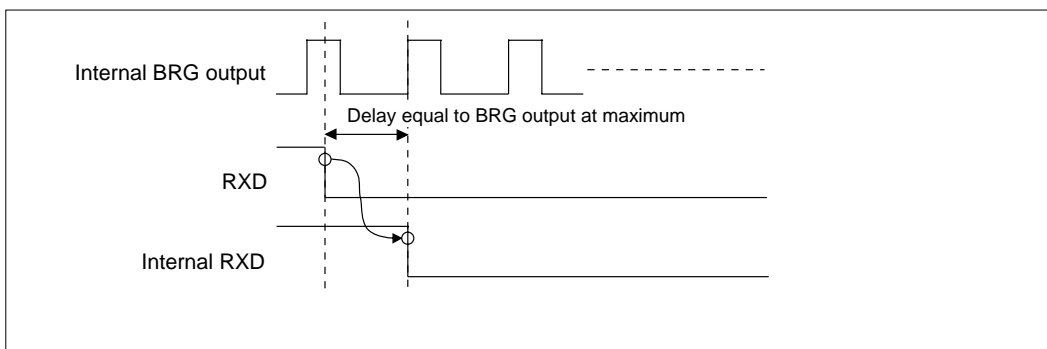 Internal BRG output
Delay equal to BRG output at maximum
RXD
Internal RXD